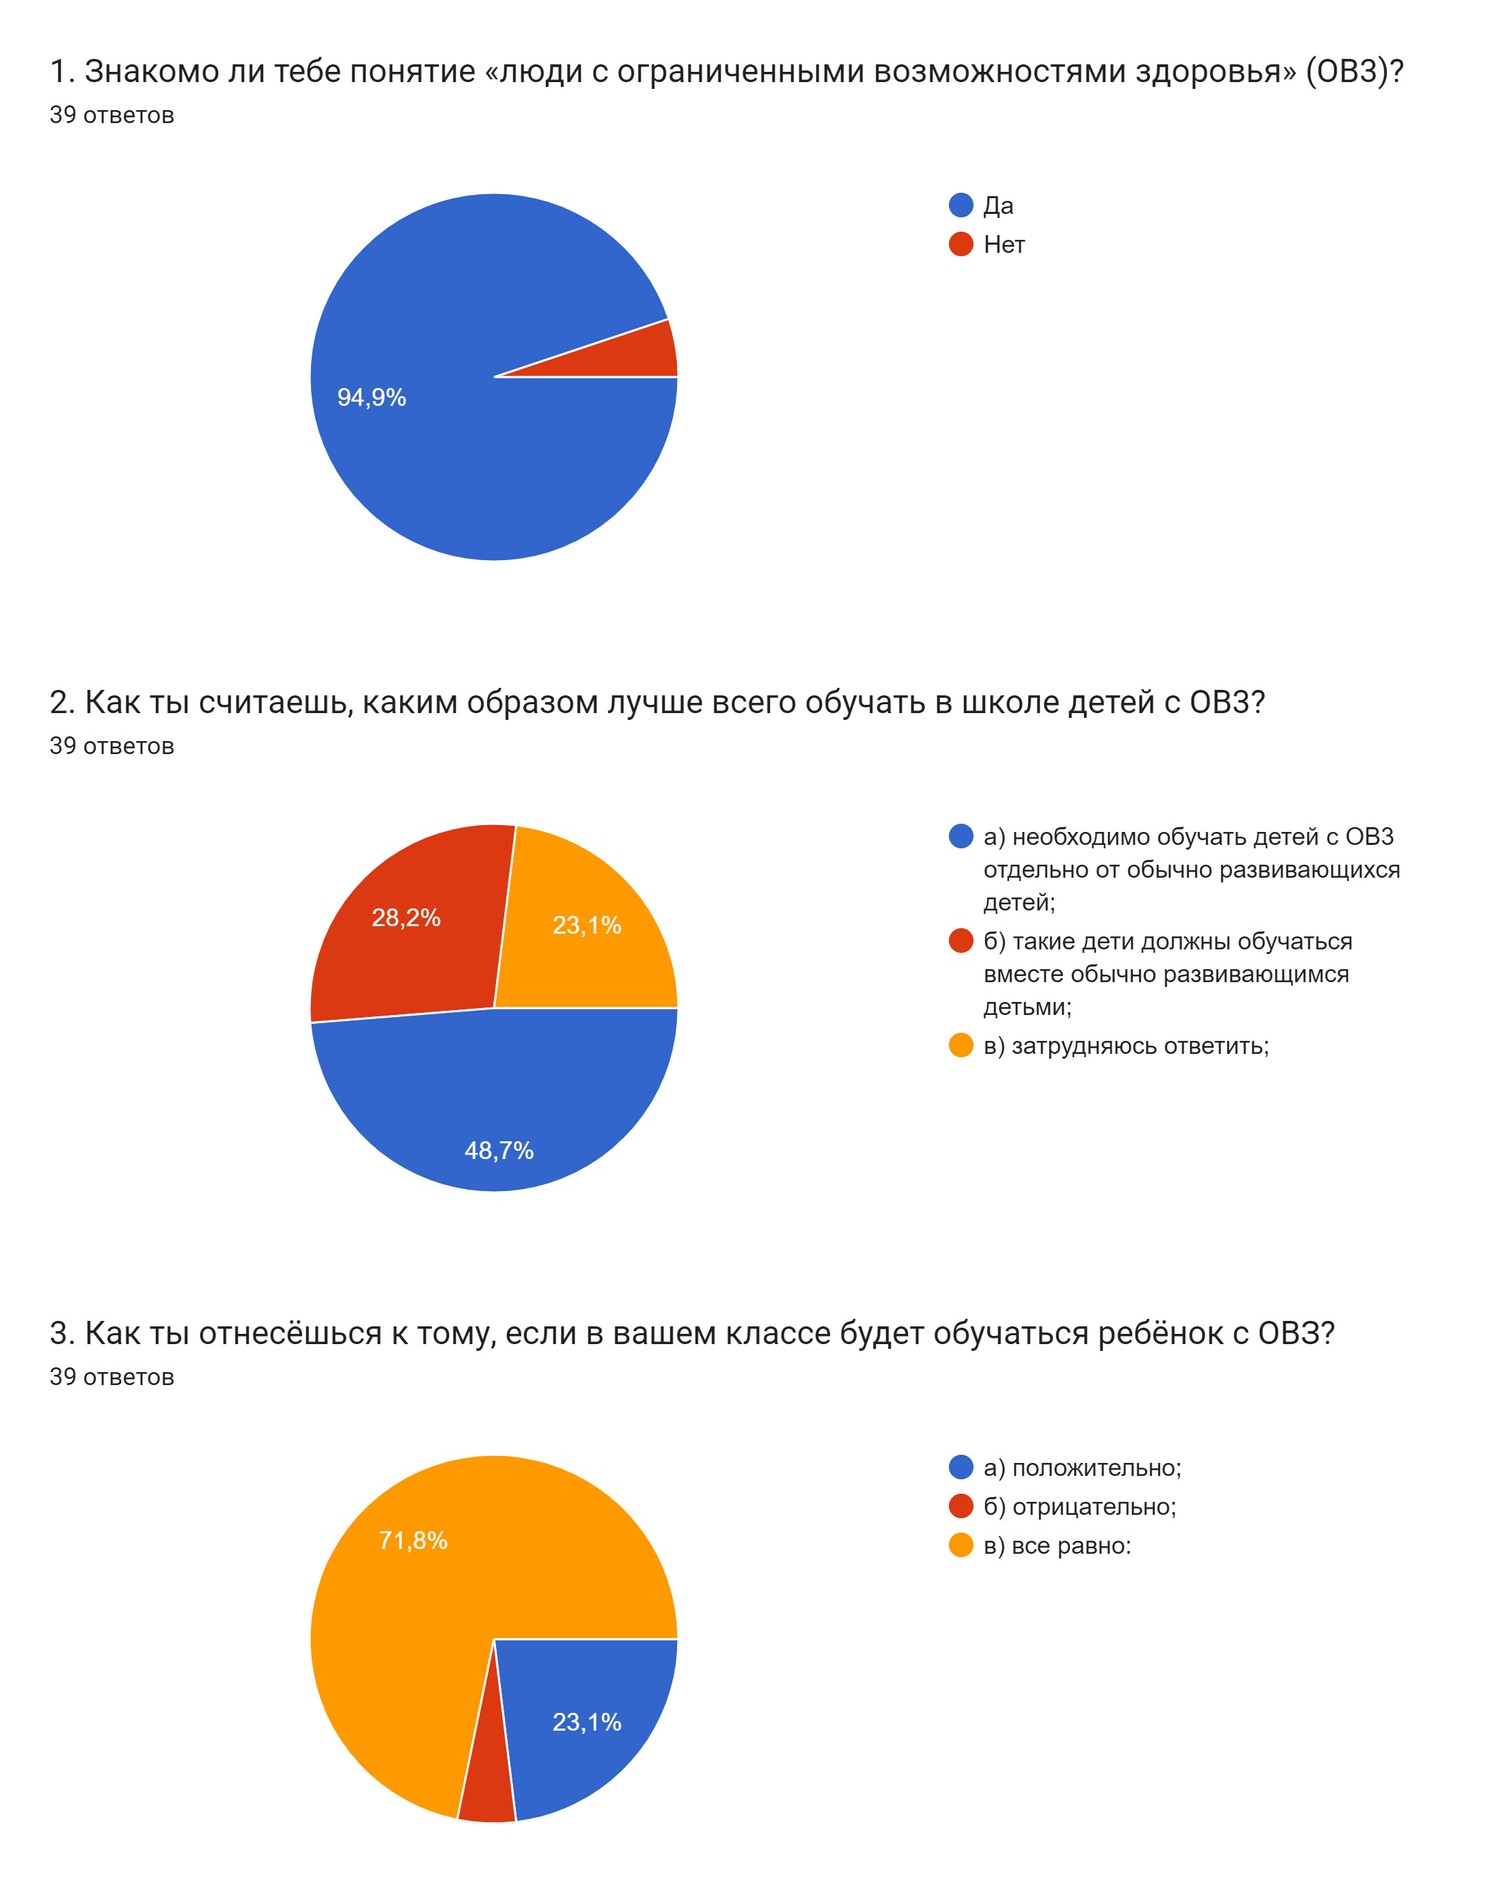 1. Знакомо ли тебе понятие «люди с ограниченными возможностями здоровья» (ОВЗ)?
39 ответов
Да
Нет
94,9%
2. Как ты считаешь, каким образом лучше всего обучать в школе детей с ОВЗ?
39 ответов
а) необходимо обучать детей с ОВЗ
отдельно от обычно развивающихся
детей;
б) такие дети должны обучаться
вместе обычно развивающимся
детьми;
в) затрудняюсь ответить;
28,2%
23,1%
48,7%
3. Как ты отнесёшься к тому, если в вашем классе будет обучаться ребёнок с ОВЗ?
39 ответов
а) положительно;
б) отрицательно;
в) все равно:
71,8%
23,1%